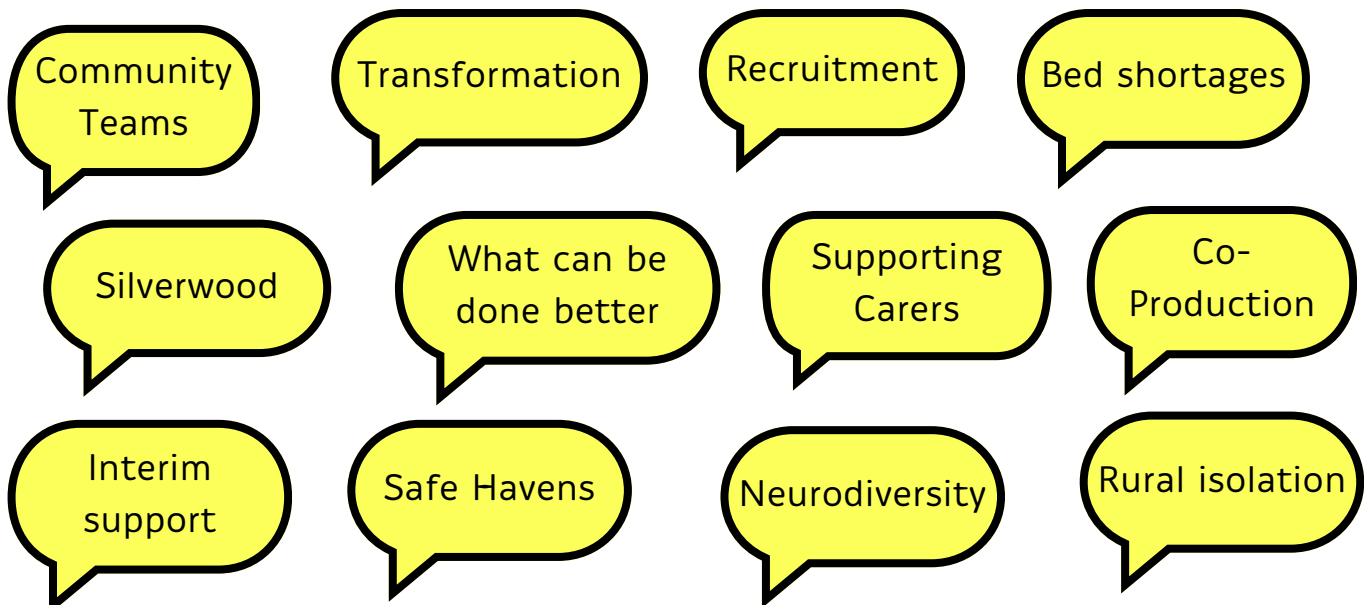 Community
Teams
Transformation
Recruitment
Bed shortages
Silverwood
What can be
done better
Supporting
Carers
Co-
Production
Interim
support
Safe Havens
Neurodiversity
Rural isolation